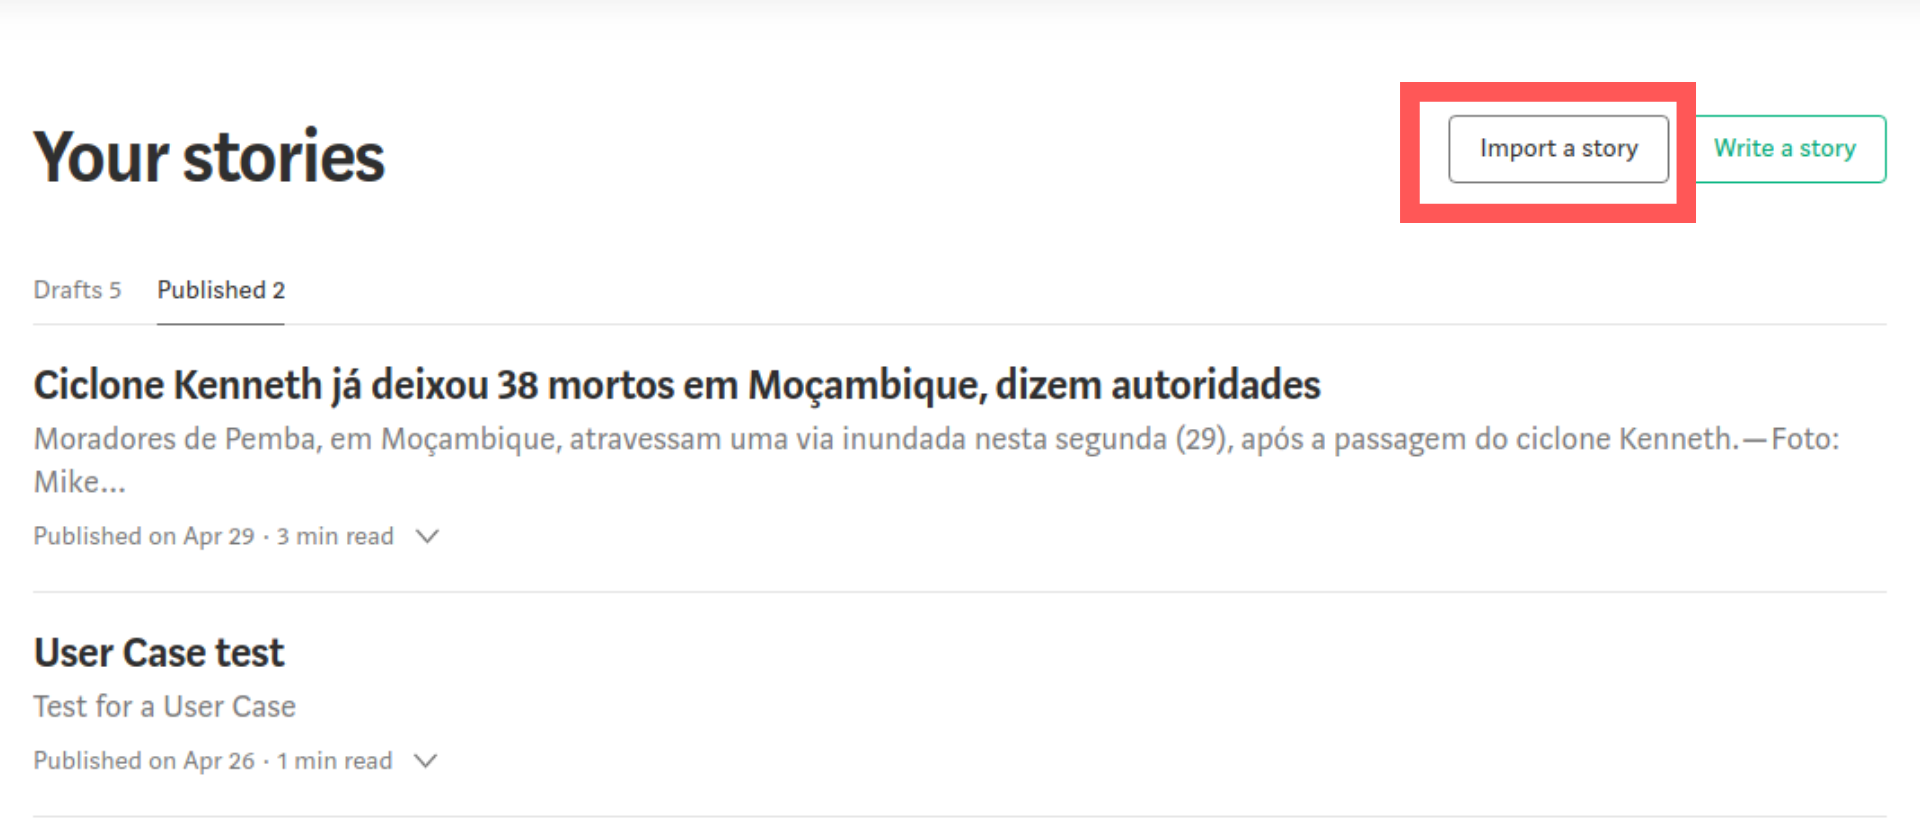 Your stories
Import a story
Write a story
Drafts 5
Published 2
Ciclone Kenneth já deixou 38 mortos em Moçambique, dizem autoridades
Moradores de Pemba, em Moçambique, atravessam uma via inundada nesta segunda (29), após a passagem do ciclone Kenneth.—Foto:
Mike...
Published on Apr 29 · 3 min read
User Case test
Test for a User Case
Published on Apr 26 · 1 min read